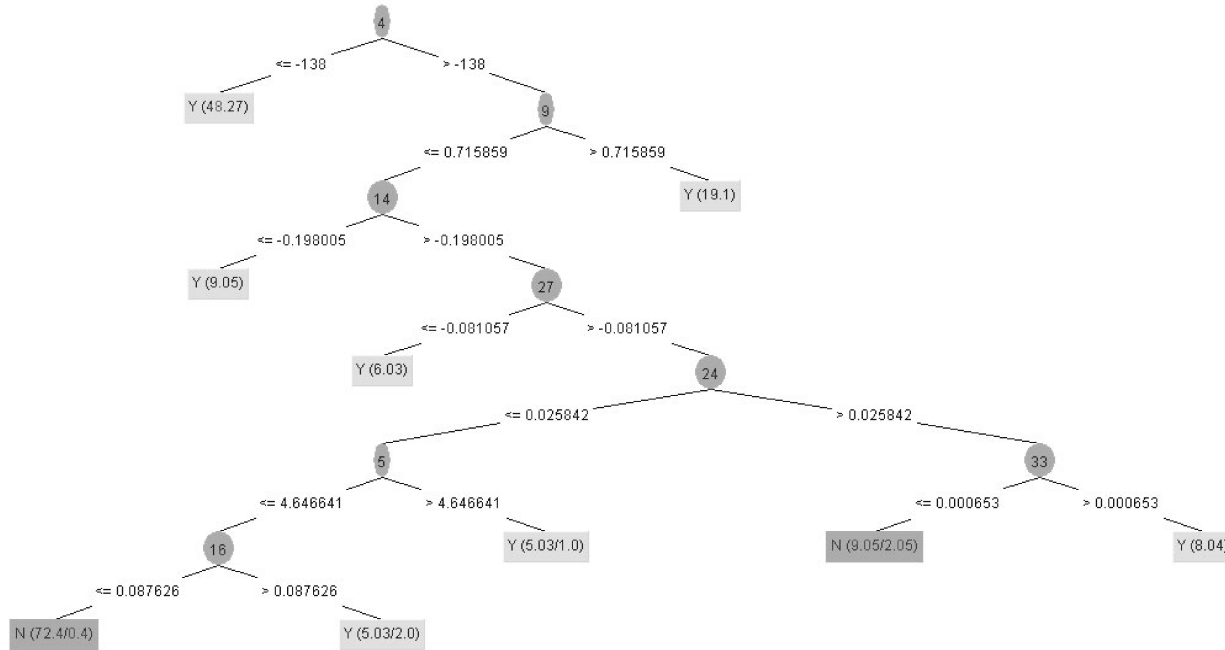 4
<= -138
> -138
Y (48.27)
9
<= 0.715859
> 0.715859
14
Y (19.1)
<= -0.198005
> -0.198005
Y (9.05)
27
<= -0.081057
> -0.081057
Y (6.03)
24
<= 0.025842
> 0.025842
5
33
<= 4.646641
> 4.646641
<= 0.000653
> 0.000653
16
Y (5.03/1.0)
N (9.05/2.05)
Y (8.04)
<= 0.087626
> 0.087626
N (72.4/0.4)
Y (5.03/2.0)